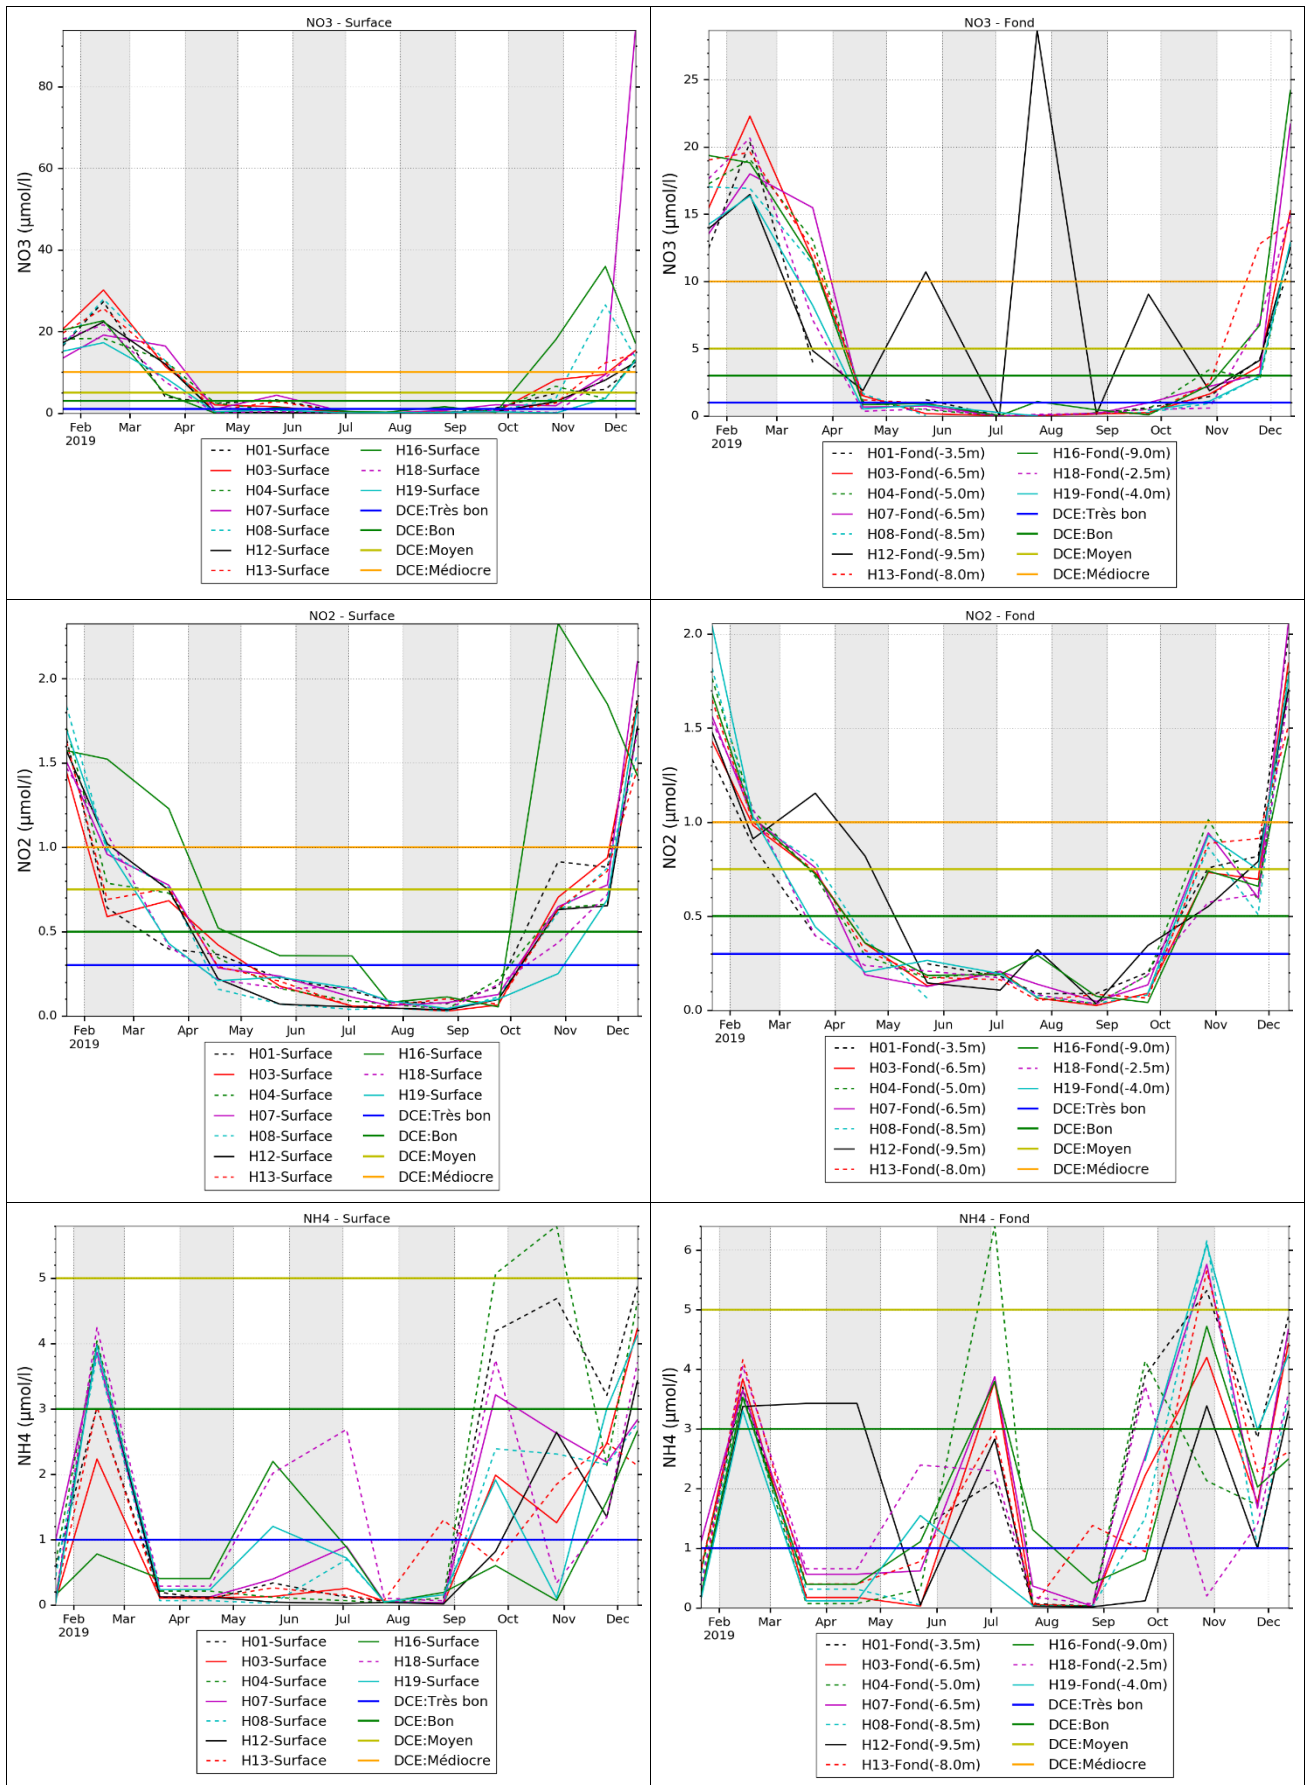 NO3 - Surface
NO3 (µmol/l)
80
60
40
20
0
Feb Mar Apr May Jun Jul Aug Sep Oct Nov Dec
2019
H01-Surface H16-Surface
H03-Surface H18-Surface
H04-Surface H19-Surface
H07-Surface DCE:Très bon
H08-Surface DCE:Bon
H12-Surface DCE:Moyen
H13-Surface DCE:Médiocre
NO3 - Fond
NO3 (µmol/l)
25
20
15
10
5
0
Feb Mar Apr May Jun Jul Aug Sep Oct Nov Dec
2019
H01-Fond(-3.5m) H16-Fond(-9.0m)
H03-Fond(-6.5m) H18-Fond(-2.5m)
H04-Fond(-5.0m) H19-Fond(-4.0m)
H07-Fond(-6.5m) DCE:Très bon
H08-Fond(-8.5m) DCE:Bon
H12-Fond(-9.5m) DCE:Moyen
H13-Fond(-8.0m) DCE:Médiocre
NO2 - Surface
NO2 (µmol/l)
2.0
1.5
1.0
0.5
0.0
Feb Mar Apr May Jun Jul Aug Sep Oct Nov Dec
2019
H01-Surface H16-Surface
H03-Surface H18-Surface
H04-Surface H19-Surface
H07-Surface DCE:Très bon
H08-Surface DCE:Bon
H12-Surface DCE:Moyen
H13-Surface DCE:Médiocre
NO2 - Fond
NO2 (µmol/l)
2.0
1.5
1.0
0.5
0.0
Feb Mar Apr May Jun Jul Aug Sep Oct Nov Dec
2019
H01-Fond(-3.5m) H16-Fond(-9.0m)
H03-Fond(-6.5m) H18-Fond(-2.5m)
H04-Fond(-5.0m) H19-Fond(-4.0m)
H07-Fond(-6.5m) DCE:Très bon
H08-Fond(-8.5m) DCE:Bon
H12-Fond(-9.5m) DCE:Moyen
H13-Fond(-8.0m) DCE:Médiocre
NH4 - Surface
NH4 (µmol/l)
5
4
3
2
1
0
Feb Mar Apr May Jun Jul Aug Sep Oct Nov Dec
2019
H01-Surface H16-Surface
H03-Surface H18-Surface
H04-Surface H19-Surface
H07-Surface DCE:Très bon
H08-Surface DCE:Bon
H12-Surface DCE:Moyen
H13-Surface DCE:Médiocre
NH4 - Fond
NH4 (µmol/l)
6
5
4
3
2
1
0
Feb Mar Apr May Jun Jul Aug Sep Oct Nov Dec
2019
H01-Fond(-3.5m) H16-Fond(-9.0m)
H03-Fond(-6.5m) H18-Fond(-2.5m)
H04-Fond(-5.0m) H19-Fond(-4.0m)
H07-Fond(-6.5m) DCE:Très bon
H08-Fond(-8.5m) DCE:Bon
H12-Fond(-9.5m) DCE:Moyen
H13-Fond(-8.0m) DCE:Médiocre